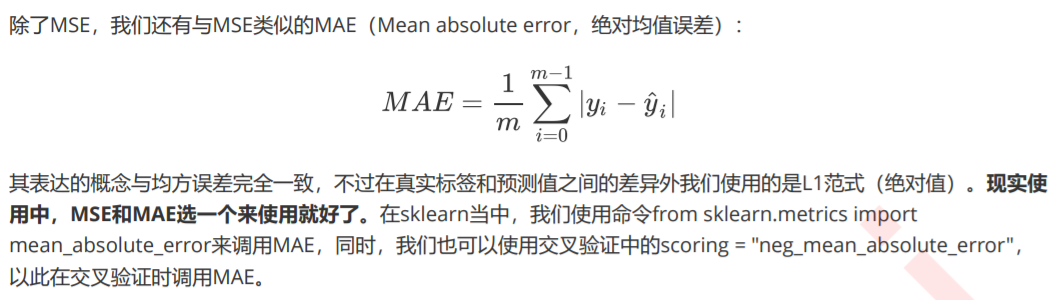 除了MSE，我们还有与MSE类似的MAE（Mean absolute error，绝对均值误差）：
MAE = \frac{1}{m} \sum_{i=0}^{m-1} |y_i - \hat{y}_i|
其表达的概念与均方误差完全一致，不过在真实标签和预测值之间的差异外我们使用的是L1范式（绝对值）。现实使
用中，MSE和MAE选一个来使用就好了。在sklearn当中，我们使用命令from sklearn.metrics import
mean_absolute_error来调用MAE，同时，我们也可以使用交叉验证中的scoring = "neg_mean_absolute_error"，
以此在交叉验证时调用MAE。